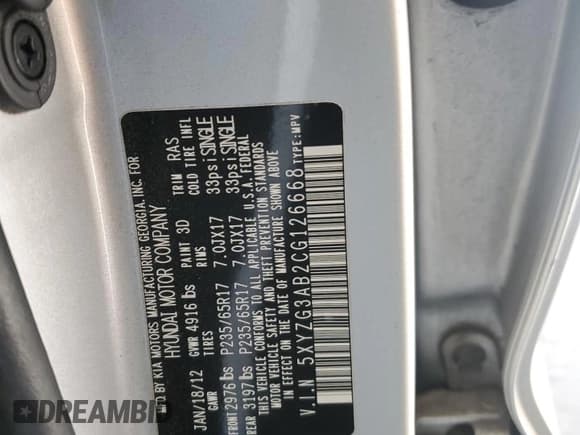 MFD BY KIA MOTORS MANUFACTURING GEORGIA, INC. FOR
HYUNDAI MOTOR COMPANY
JAN/18/12 GVWR 4916 lbs PAINT 3D TRIM RAS
GAWR TIRES RIMS COLD TIRE INFL
FRONT 2976 lbs P235/65R17 7.0JX17 33psi SINGLE
REAR 3197 lbs P235/65R17 7.0JX17 33psi SINGLE
THIS VEHICLE CONFORMS TO ALL APPLICABLE U.S.A. FEDERAL
MOTOR VEHICLE SAFETY, BUMPER, AND THEFT PREVENTION STANDARDS
IN EFFECT ON THE DATE OF MANUFACTURE SHOWN ABOVE
V.I.N 5XYZG3AB2CG126668 TYPE:MPV
DREAMBID